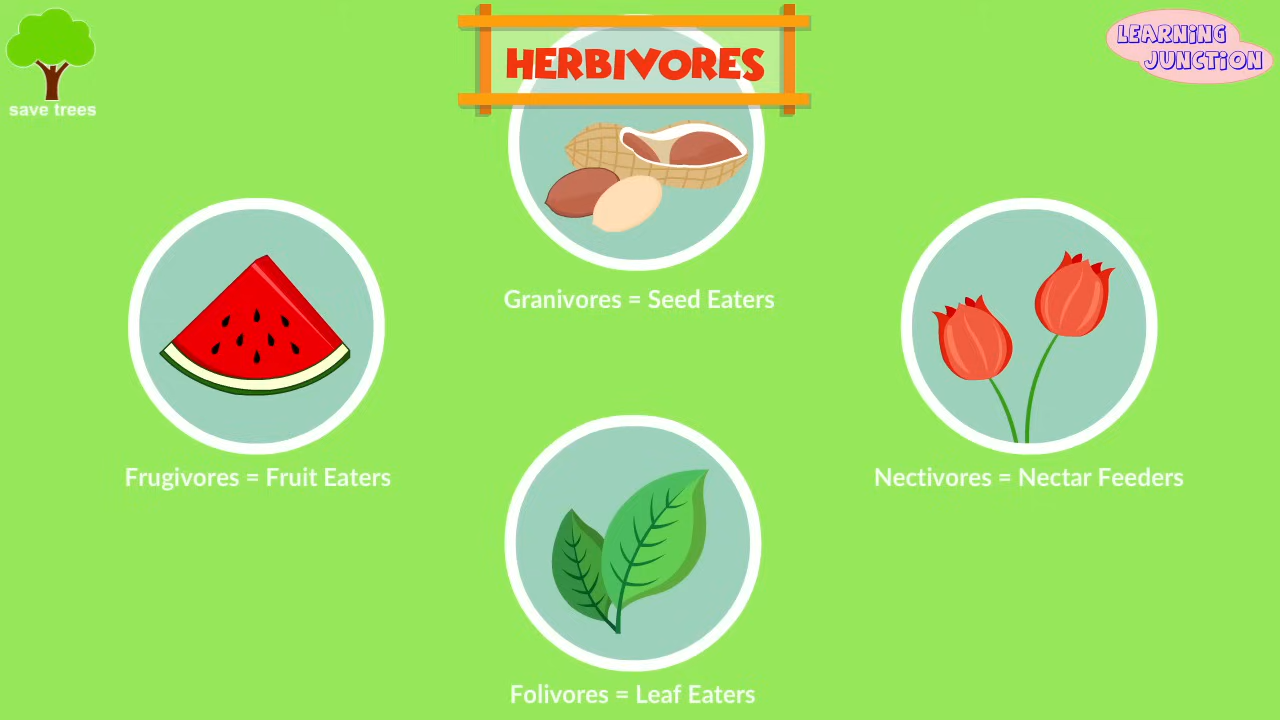 HERBIVORES
LEARNING
JUNCTION
save trees
Granivores = Seed Eaters
Frugivores = Fruit Eaters
Nectivores = Nectar Feeders
Folivores = Leaf Eaters